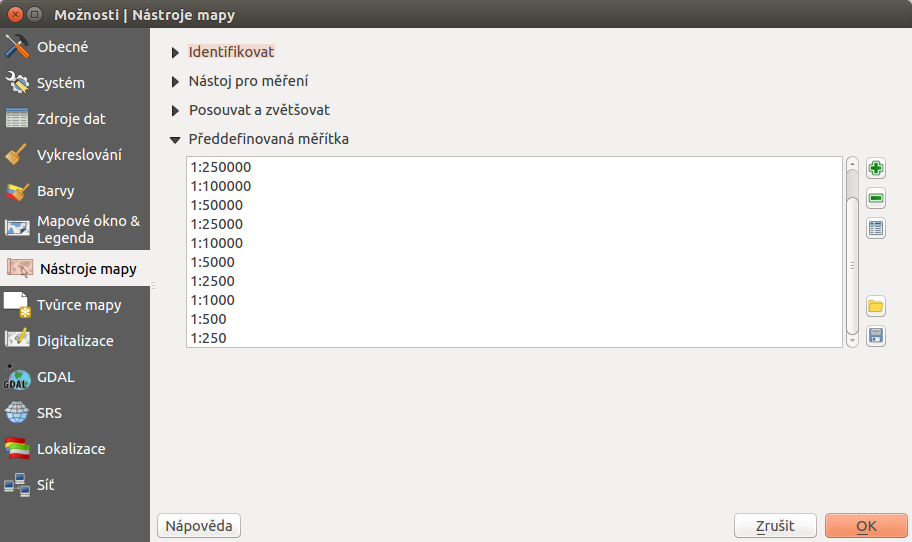 Možnosti | Nástroje mapy
Obecné
Systém
Zdroje dat
Vykreslování
Barvy
Mapové okno &
Legenda
Nástroje mapy
Tvůrce mapy
Digitalizace
GDAL
GDAL
SRS
Lokalizace
Síť
Identifikovat
Nástoj pro měření
Posouvat a zvětšovat
Předdefinovaná měřítka
1:250000
1:100000
1:50000
1:25000
1:10000
1:5000
1:2500
1:1000
1:500
1:250
Nápověda
Zrušit
OK